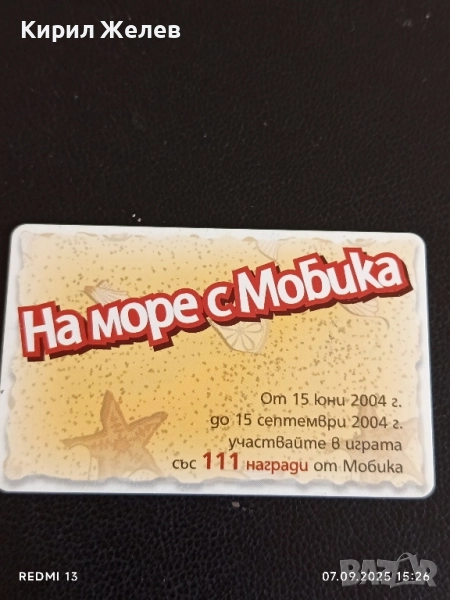 Кирил Желев
На море с Мобика
От 15 юни 2004 г.
до 15 септември 2004 г.
участвайте в играта
със 111 награди от Мобика
BAZAR
REDMI 13
07.09.2025 15:26